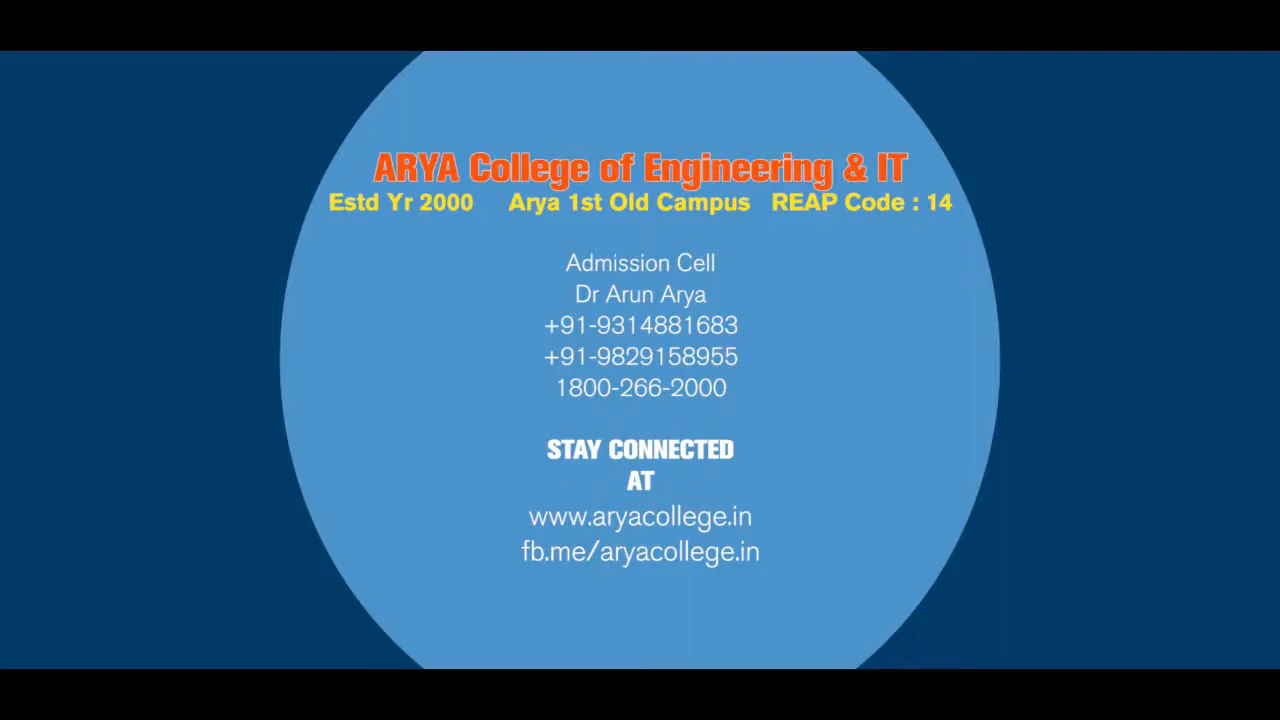 ARYA College of Engineering & IT
Estd Yr 2000 Arya 1st Old Campus REAP Code : 14
Admission Cell
Dr Arun Arya
+91-9314881683
+91-9829158955
1800-266-2000
STAY CONNECTED
AT
www.aryacollege.in
fb.me/aryacollege.in